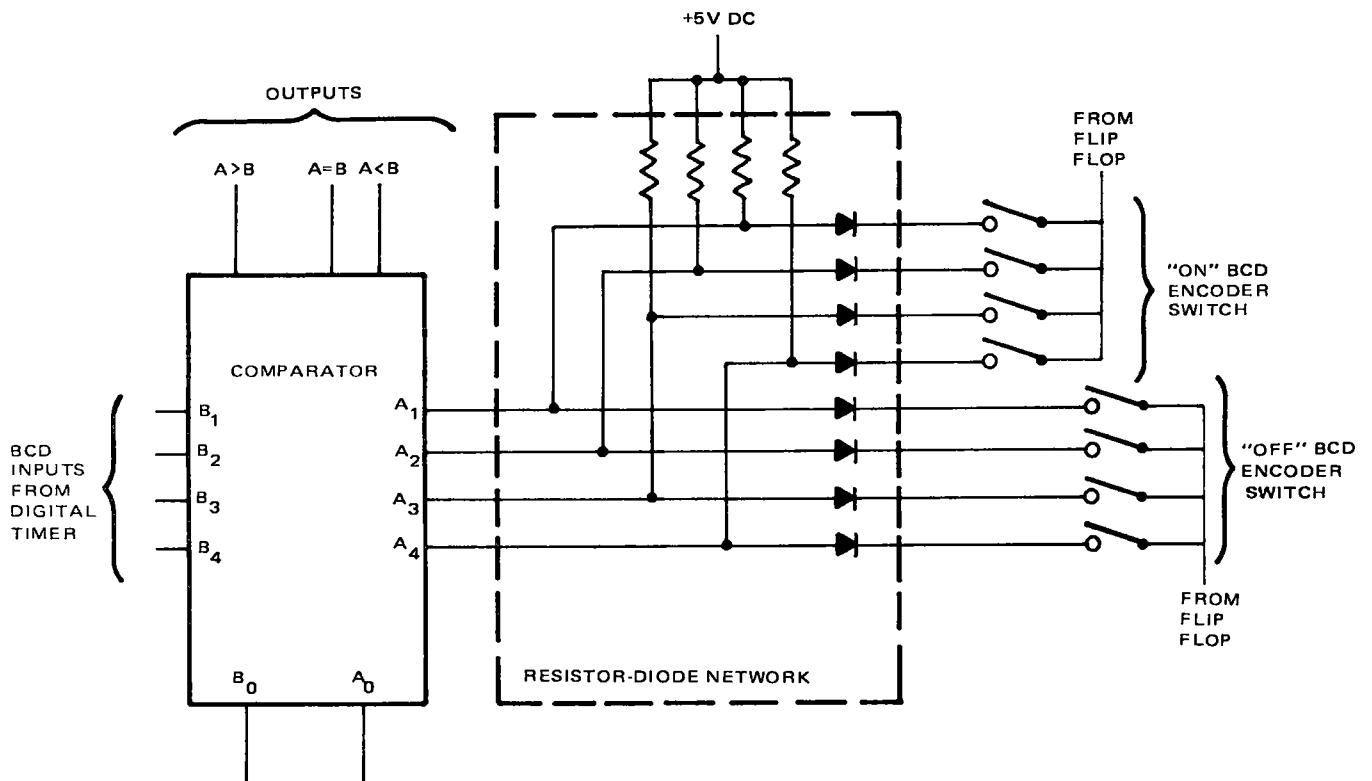 +5V DC
OUTPUTS
A>B
A=B
A<B
FROM
FLIP
FLOP
"ON" BCD
ENCODER
SWITCH
COMPARATOR
BCD
INPUTS
FROM
DIGITAL
TIMER
B1
B2
B3
B4
A1
A2
A3
A4
"OFF" BCD
ENCODER
SWITCH
FROM
FLIP
FLOP
RESISTOR-DIODE NETWORK
B0
A0